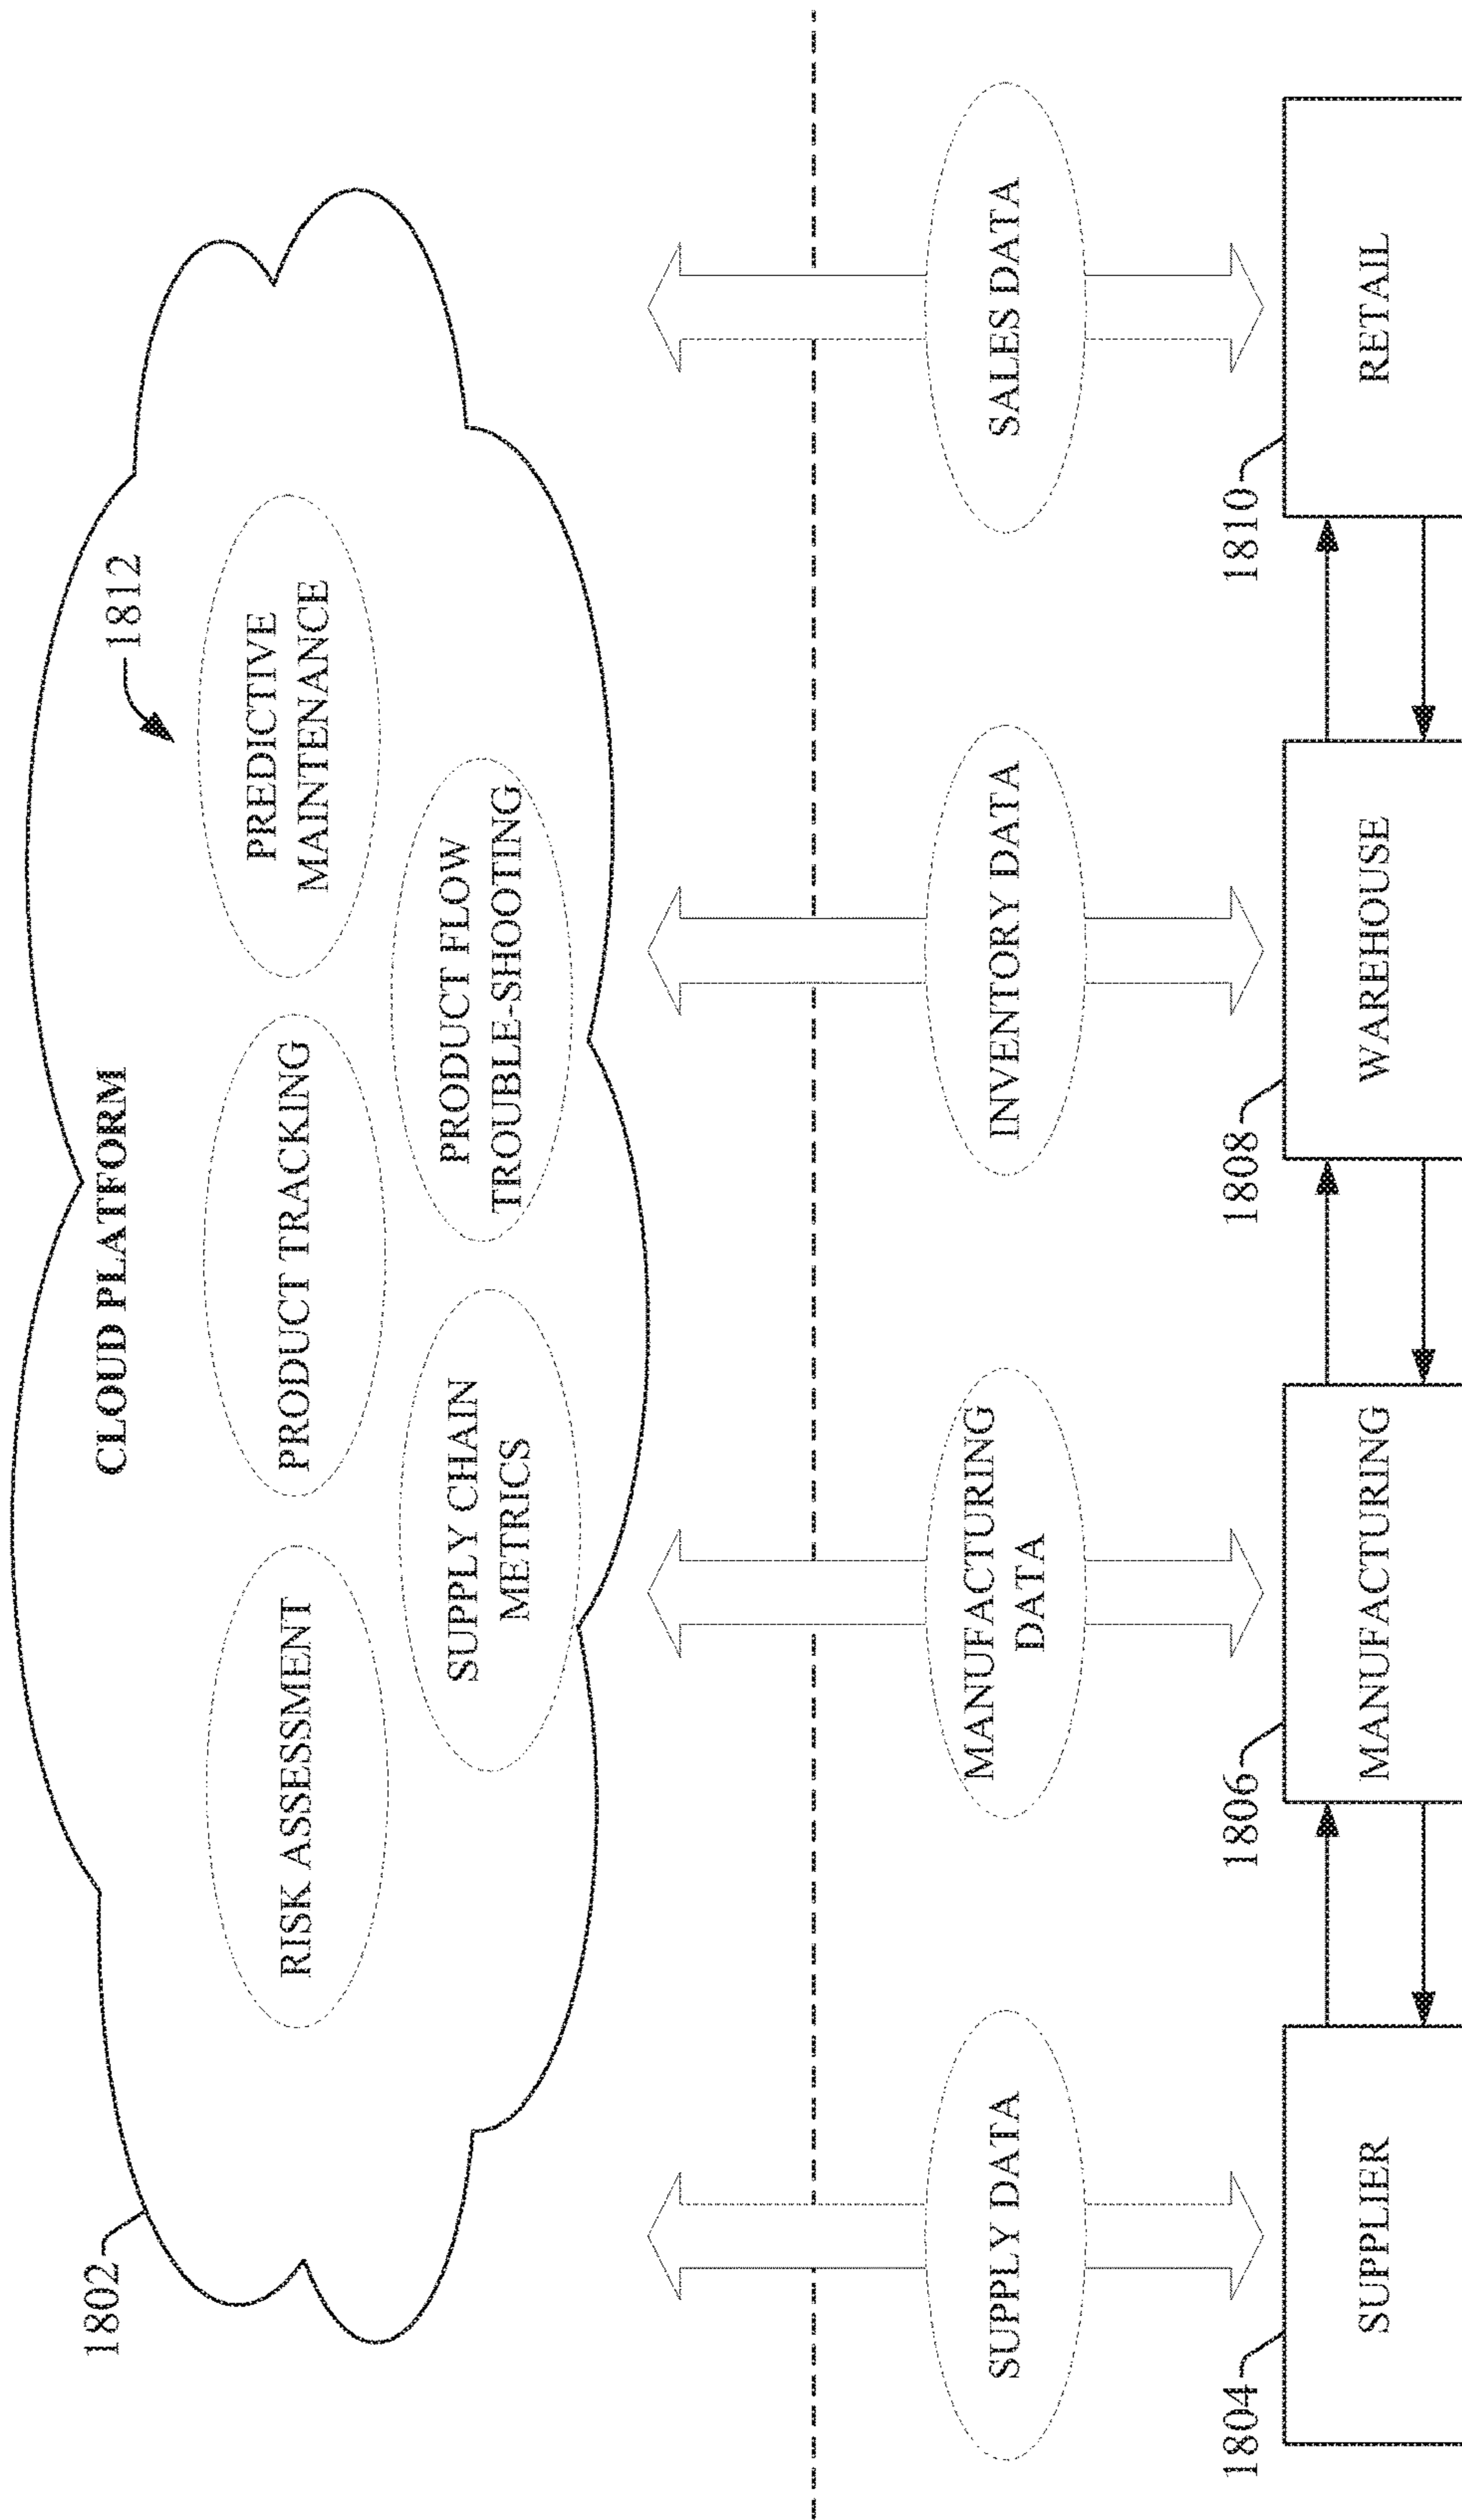 CLOUD PLATFORM
1802
1812
RISK ASSESSMENT
PRODUCT TRACKING
PREDICTIVE
MAINTENANCE
SUPPLY CHAIN
METRICS
PRODUCT FLOW
TROUBLE-SHOOTING
SUPPLY DATA
MANUFACTURING
DATA
INVENTORY DATA
SALES DATA
1804
1806
1808
1810
SUPPLIER
MANUFACTURING
WAREHOUSE
RETAIL